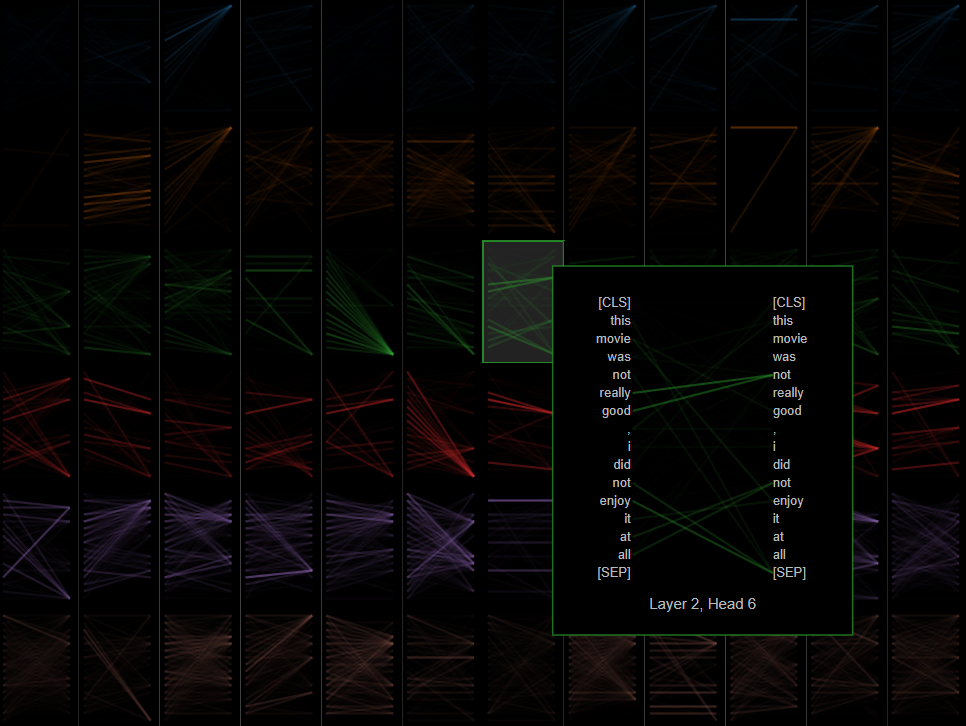 [CLS] [CLS]
this this
movie movie
was was
not not
really really
good good
, ,
i i
did did
not not
enjoy enjoy
it it
at at
all all
[SEP] [SEP]
Layer 2, Head 6